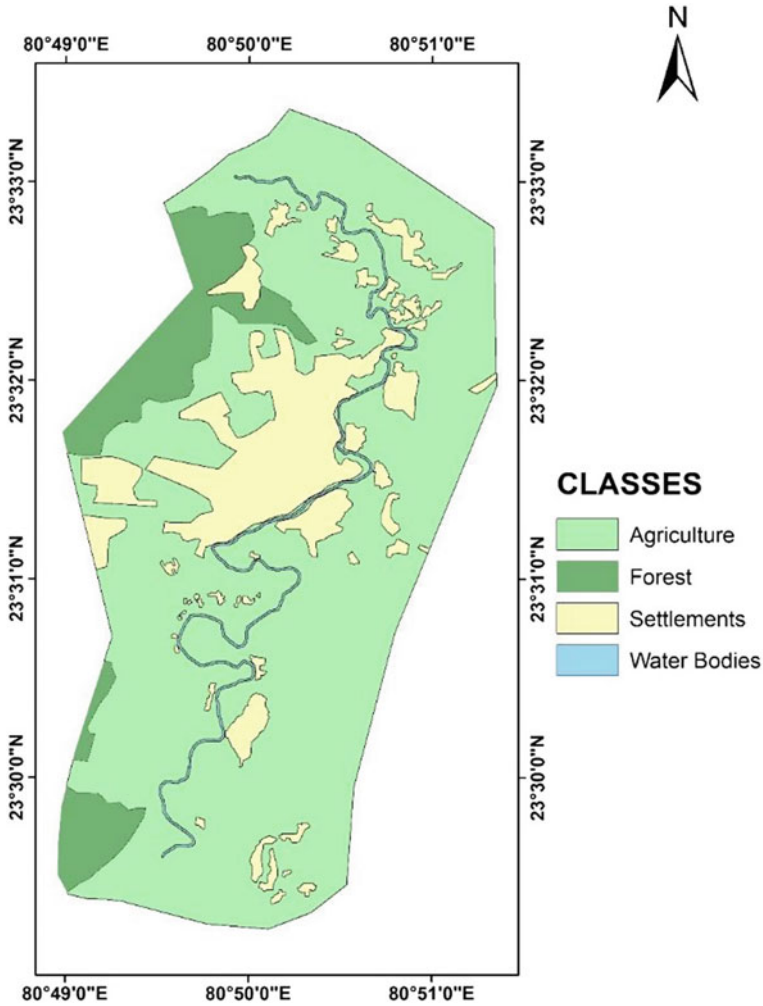 N
80°49'0"E 80°50'0"E 80°51'0"E
23°33'0"N 23°33'0"N
23°32'0"N 23°32'0"N
23°31'0"N 23°31'0"N
23°30'0"N 23°30'0"N
80°49'0"E 80°50'0"E 80°51'0"E
CLASSES
Agriculture
Forest
Settlements
Water Bodies